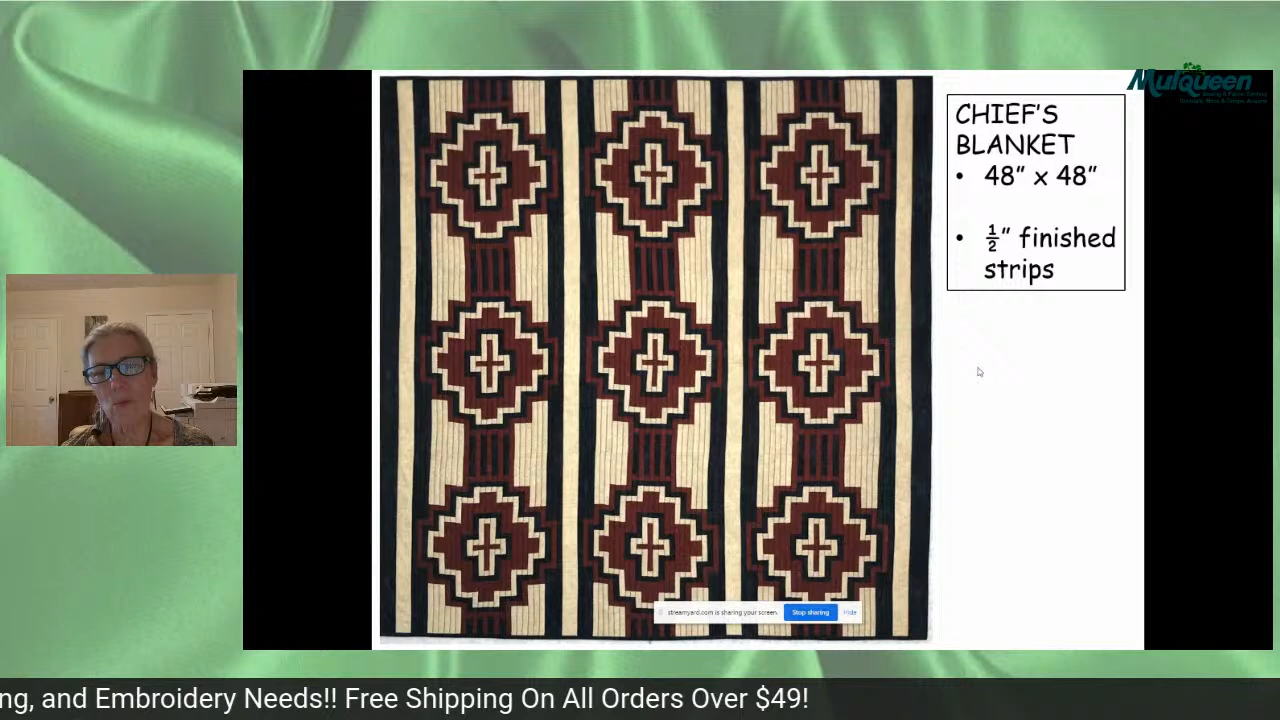 Mulqueen
CHIEF'S
BLANKET
• 48" x 48"
• ½" finished
strips
streamyard.com is sharing your screen.
Stop sharing
Hide
ng, and Embroidery Needs!! Free Shipping On All Orders Over $49!